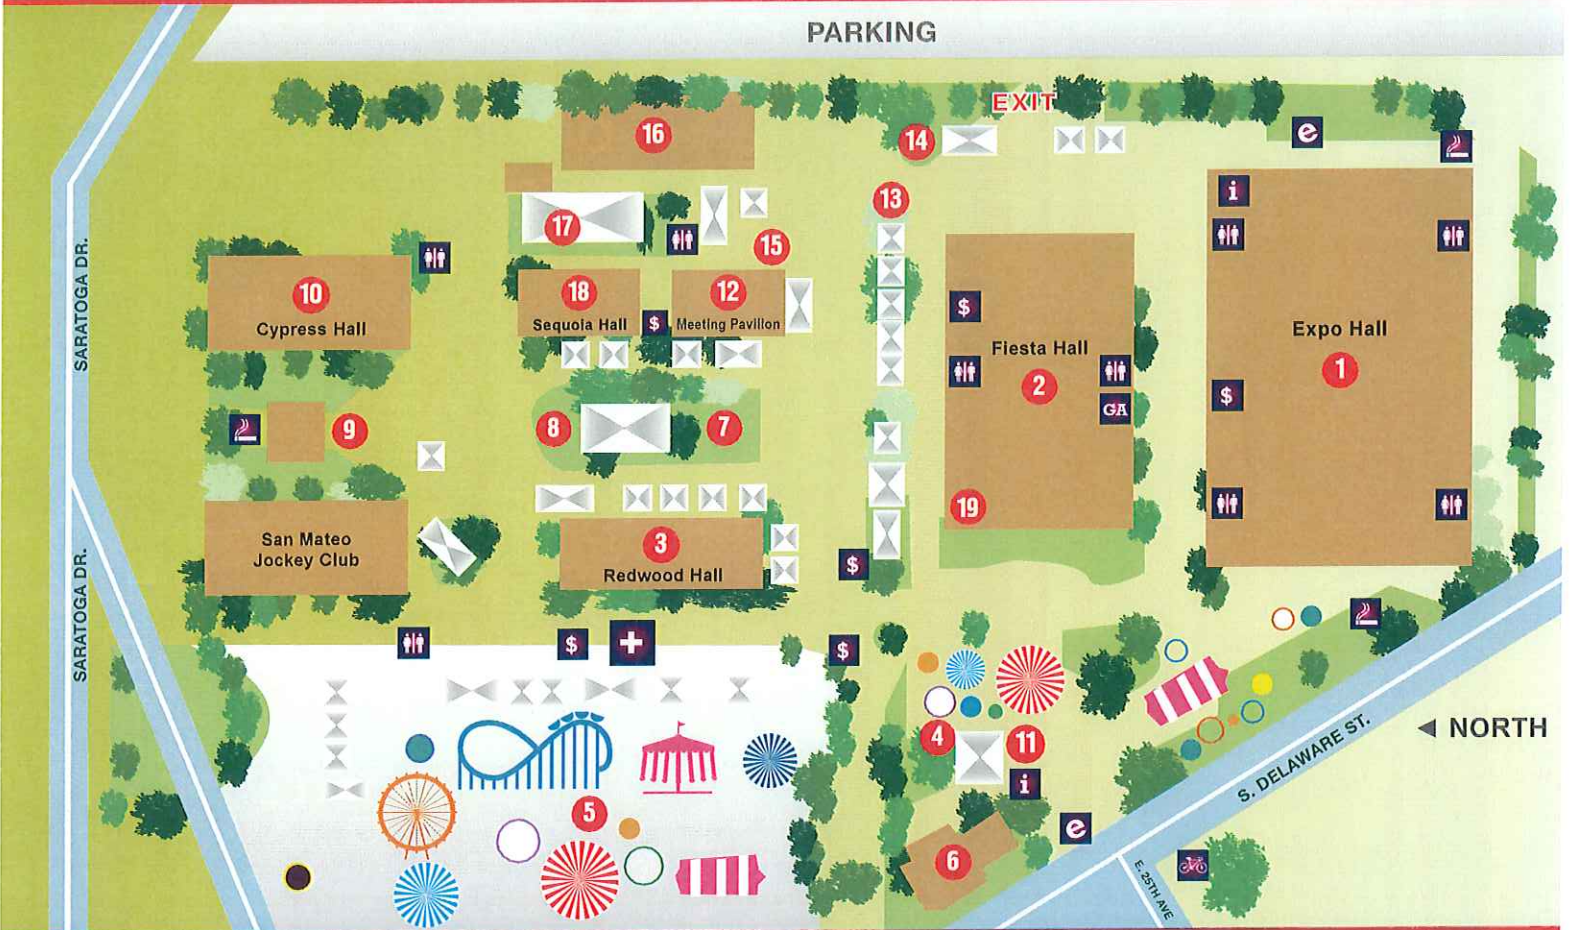 PARKING
EXIT
16
14
e
i
13
17
15
SARATOGA DR.
10
Cypress Hall
18
Sequoia Hall
$
12
Meeting Pavilion
$
Fiesta Hall
2
GA
Expo Hall
1
$
9
8
7
19
San Mateo
Jockey Club
3
Redwood Hall
$
SARATOGA DR.
$
$
4
11
i
NORTH
S. DELAWARE ST.
5
e
6
E. 25TH AVE